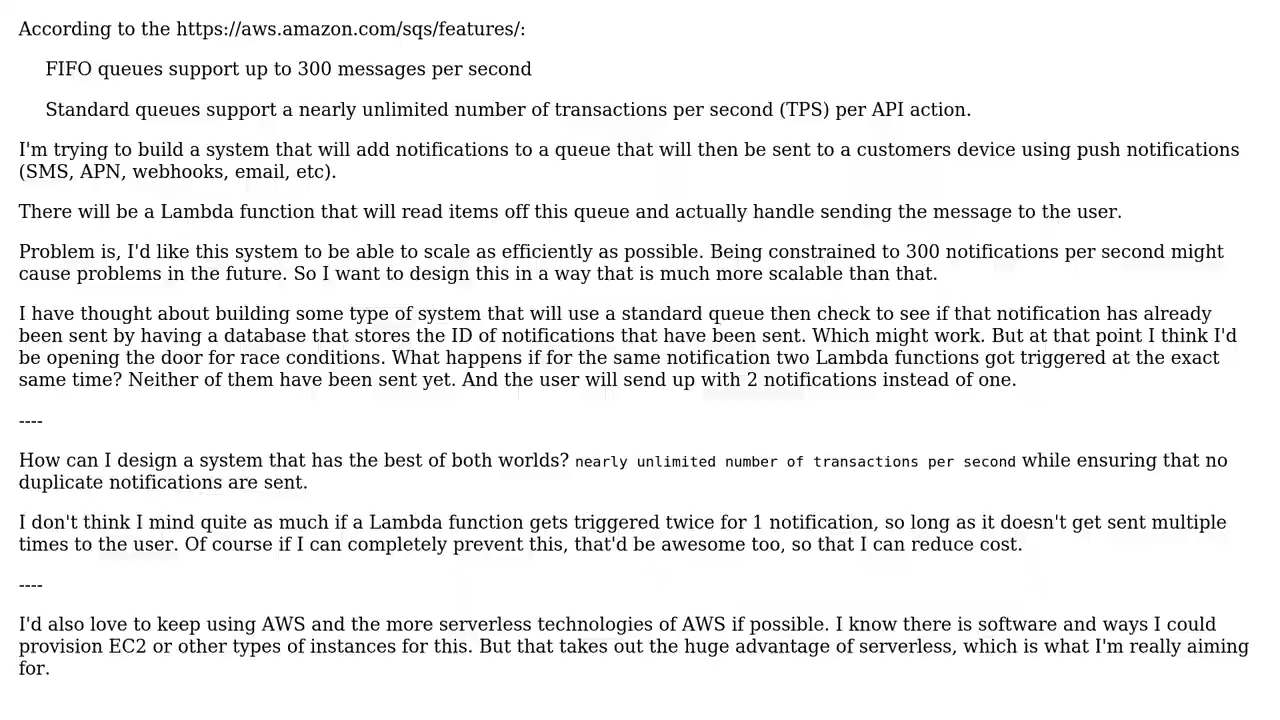 According to the https://aws.amazon.com/sqs/features/:
FIFO queues support up to 300 messages per second
Standard queues support a nearly unlimited number of transactions per second (TPS) per API action.
I'm trying to build a system that will add notifications to a queue that will then be sent to a customers device using push notifications
(SMS, APN, webhooks, email, etc).
There will be a Lambda function that will read items off this queue and actually handle sending the message to the user.
Problem is, I'd like this system to be able to scale as efficiently as possible. Being constrained to 300 notifications per second might
cause problems in the future. So I want to design this in a way that is much more scalable than that.
I have thought about building some type of system that will use a standard queue then check to see if that notification has already
been sent by having a database that stores the ID of notifications that have been sent. Which might work. But at that point I think I'd
be opening the door for race conditions. What happens if for the same notification two Lambda functions got triggered at the exact
same time? Neither of them have been sent yet. And the user will send up with 2 notifications instead of one.
----
How can I design a system that has the best of both worlds? nearly unlimited number of transactions per second while ensuring that no
duplicate notifications are sent.
I don't think I mind quite as much if a Lambda function gets triggered twice for 1 notification, so long as it doesn't get sent multiple
times to the user. Of course if I can completely prevent this, that'd be awesome too, so that I can reduce cost.
----
I'd also love to keep using AWS and the more serverless technologies of AWS if possible. I know there is software and ways I could
provision EC2 or other types of instances for this. But that takes out the huge advantage of serverless, which is what I'm really aiming
for.